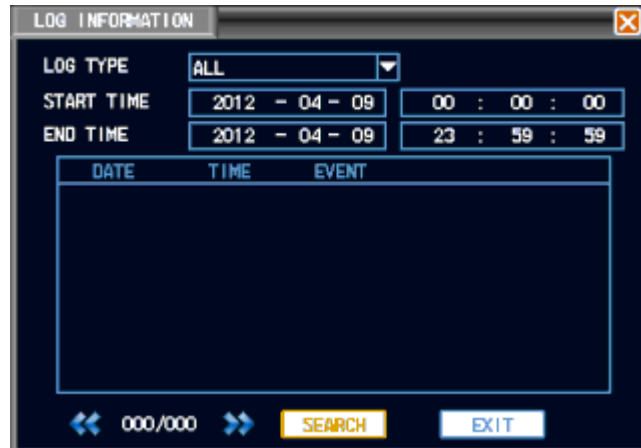 LOG INFORMATION
LOG TYPE ALL
START TIME 2012 - 04 - 09 00 : 00 : 00
END TIME 2012 - 04 - 09 23 : 59 : 59
DATE TIME EVENT
000/000 SEARCH EXIT